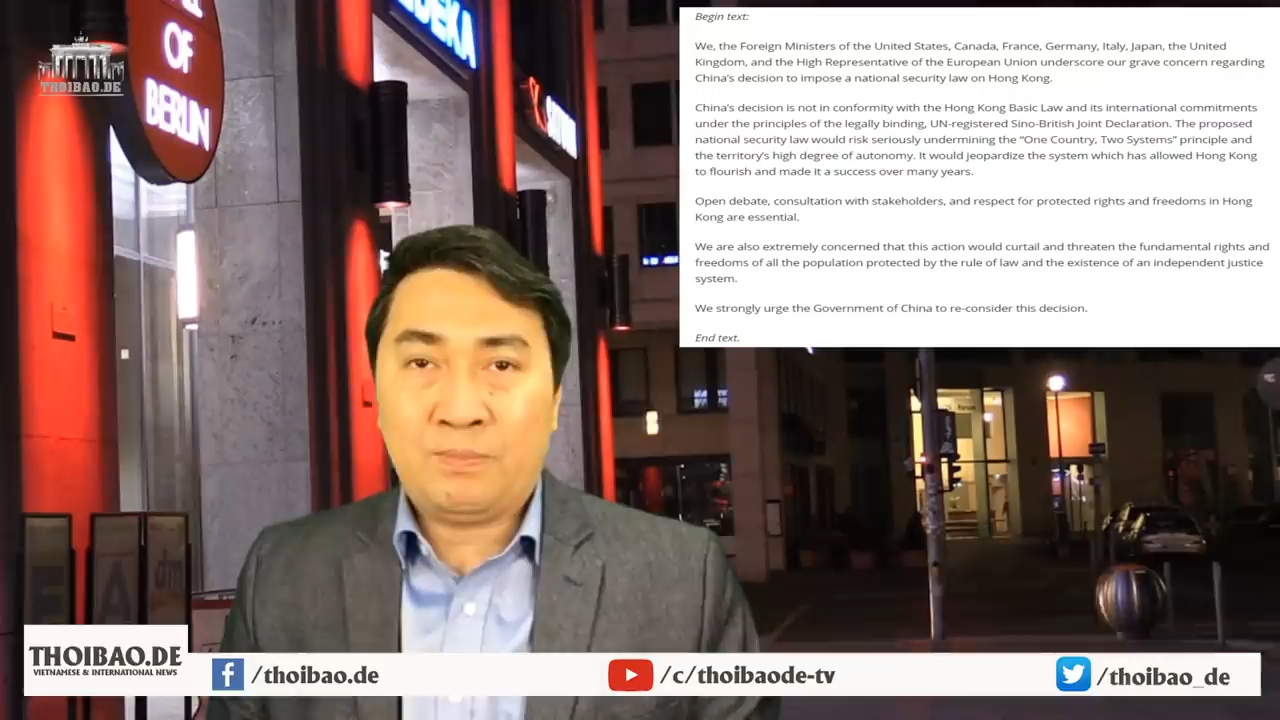 OF
BERLIN
EDEKA
THOIBAO.DE
Begin text:
We, the Foreign Ministers of the United States, Canada, France, Germany, Italy, Japan, the United
Kingdom, and the High Representative of the European Union underscore our grave concern regarding
China's decision to impose a national security law on Hong Kong.
China's decision is not in conformity with the Hong Kong Basic Law and its international commitments
under the principles of the legally binding, UN-registered Sino-British Joint Declaration. The proposed
national security law would risk seriously undermining the “One Country, Two Systems” principle and
the territory's high degree of autonomy. It would jeopardize the system which has allowed Hong Kong
to flourish and made it a success over many years.
Open debate, consultation with stakeholders, and respect for protected rights and freedoms in Hong
Kong are essential.
We are also extremely concerned that this action would curtail and threaten the fundamental rights and
freedoms of all the population protected by the rule of law and the existence of an independent justice
system.
We strongly urge the Government of China to re-consider this decision.
End text.
dm
THOIBAO.DE
VIETNAMESE & INTERNATIONAL NEWS
/thoibao.de
/c/thoibaode-tv
/thoibao_de